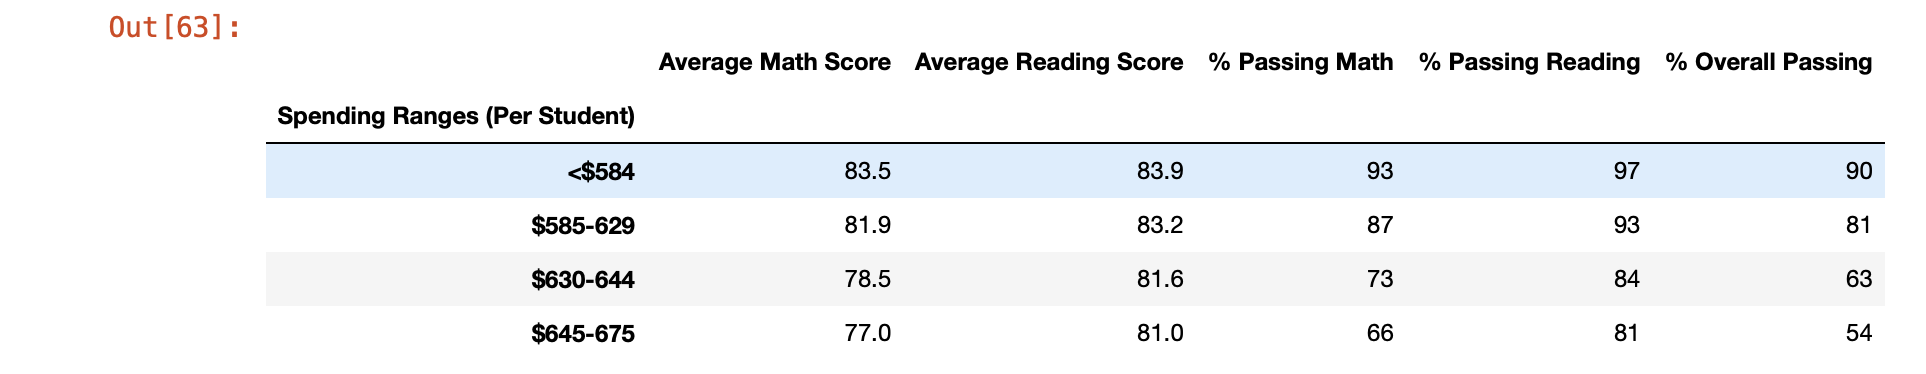 Out[63]:
Average Math Score Average Reading Score % Passing Math % Passing Reading % Overall Passing
Spending Ranges (Per Student)
<$584 83.5 83.9 93 97 90
$585-629 81.9 83.2 87 93 81
$630-644 78.5 81.6 73 84 63
$645-675 77.0 81.0 66 81 54